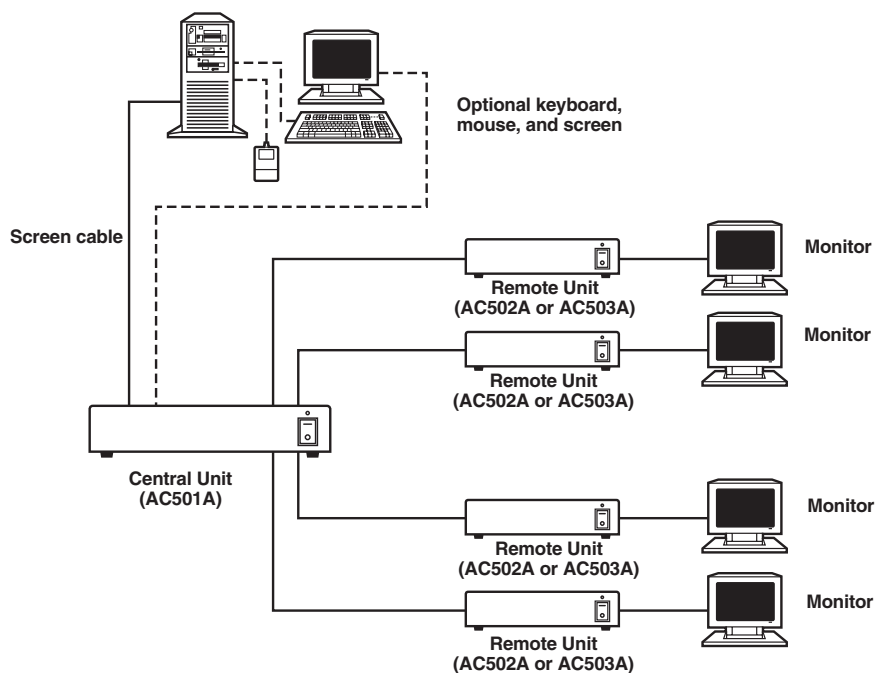 Optional keyboard,
mouse, and screen
Screen cable
Monitor
Remote Unit
(AC502A or AC503A)
Monitor
Remote Unit
(AC502A or AC503A)
Central Unit
(AC501A)
Monitor
Remote Unit
(AC502A or AC503A)
Monitor
Remote Unit
(AC502A or AC503A)